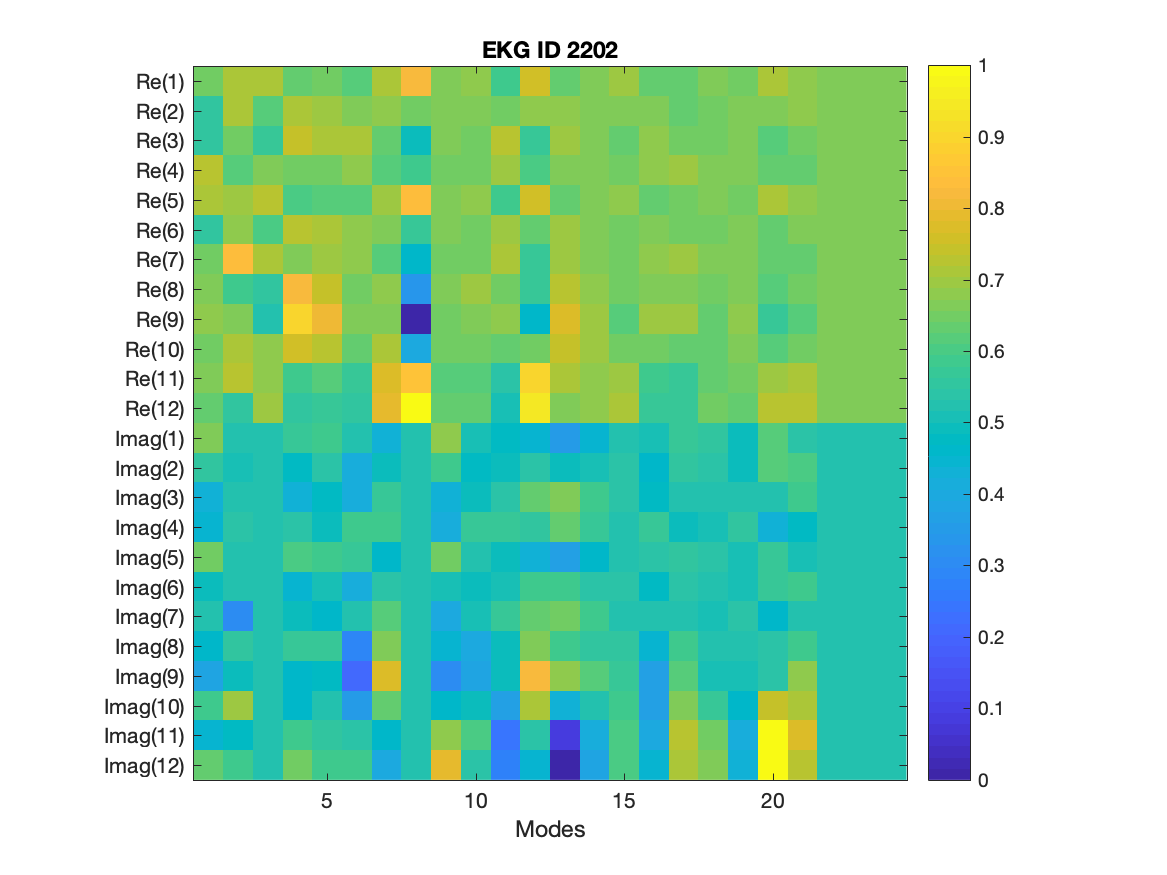 EKG ID 2202
Re(1)
Re(2)
Re(3)
Re(4)
Re(5)
Re(6)
Re(7)
Re(8)
Re(9)
Re(10)
Re(11)
Re(12)
Imag(1)
Imag(2)
Imag(3)
Imag(4)
Imag(5)
Imag(6)
Imag(7)
Imag(8)
Imag(9)
Imag(10)
Imag(11)
Imag(12)
5 10 15 20
Modes
1
0.9
0.8
0.7
0.6
0.5
0.4
0.3
0.2
0.1
0